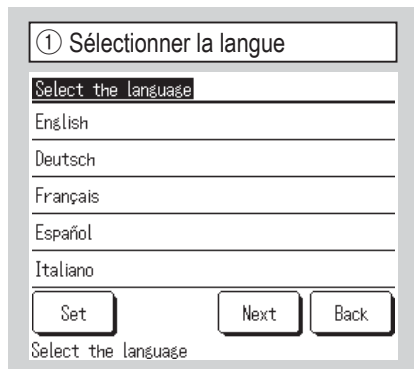 ① Sélectionner la langue
Select the language
English
Deutsch
Français
Español
Italiano
Set Next Back
Select the language